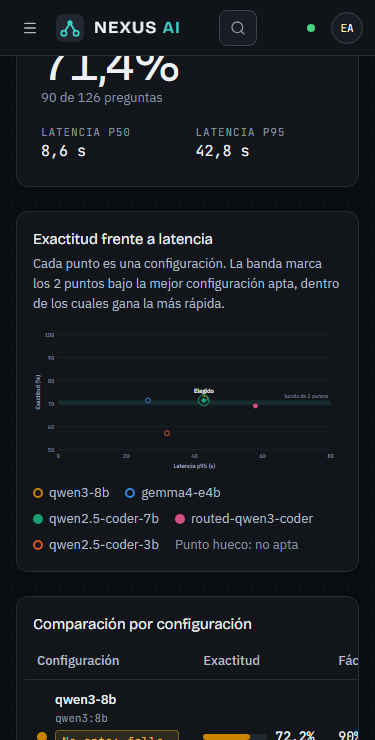 NEXUS AI
EA
71,4%
90 de 126 preguntas
LATENCIA P50 LATENCIA P95
8,6 s 42,8 s
Exactitud frente a latencia
Cada punto es una configuración. La banda marca
los 2 puntos bajo la mejor configuración apta, dentro
de los cuales gana la más rápida.
100
90
80
70
60
50
Exactitud (%)
Elegido
banda de 2 puntos
0 20 40 60 80
Latencia p95 (s)
qwen3-8b gemma4-e4b
qwen2.5-coder-7b routed-qwen3-coder
qwen2.5-coder-3b Punto hueco: no apta
Comparación por configuración
Configuración Exactitud Fác
qwen3-8b
qwen3:8b
72,2% 90%